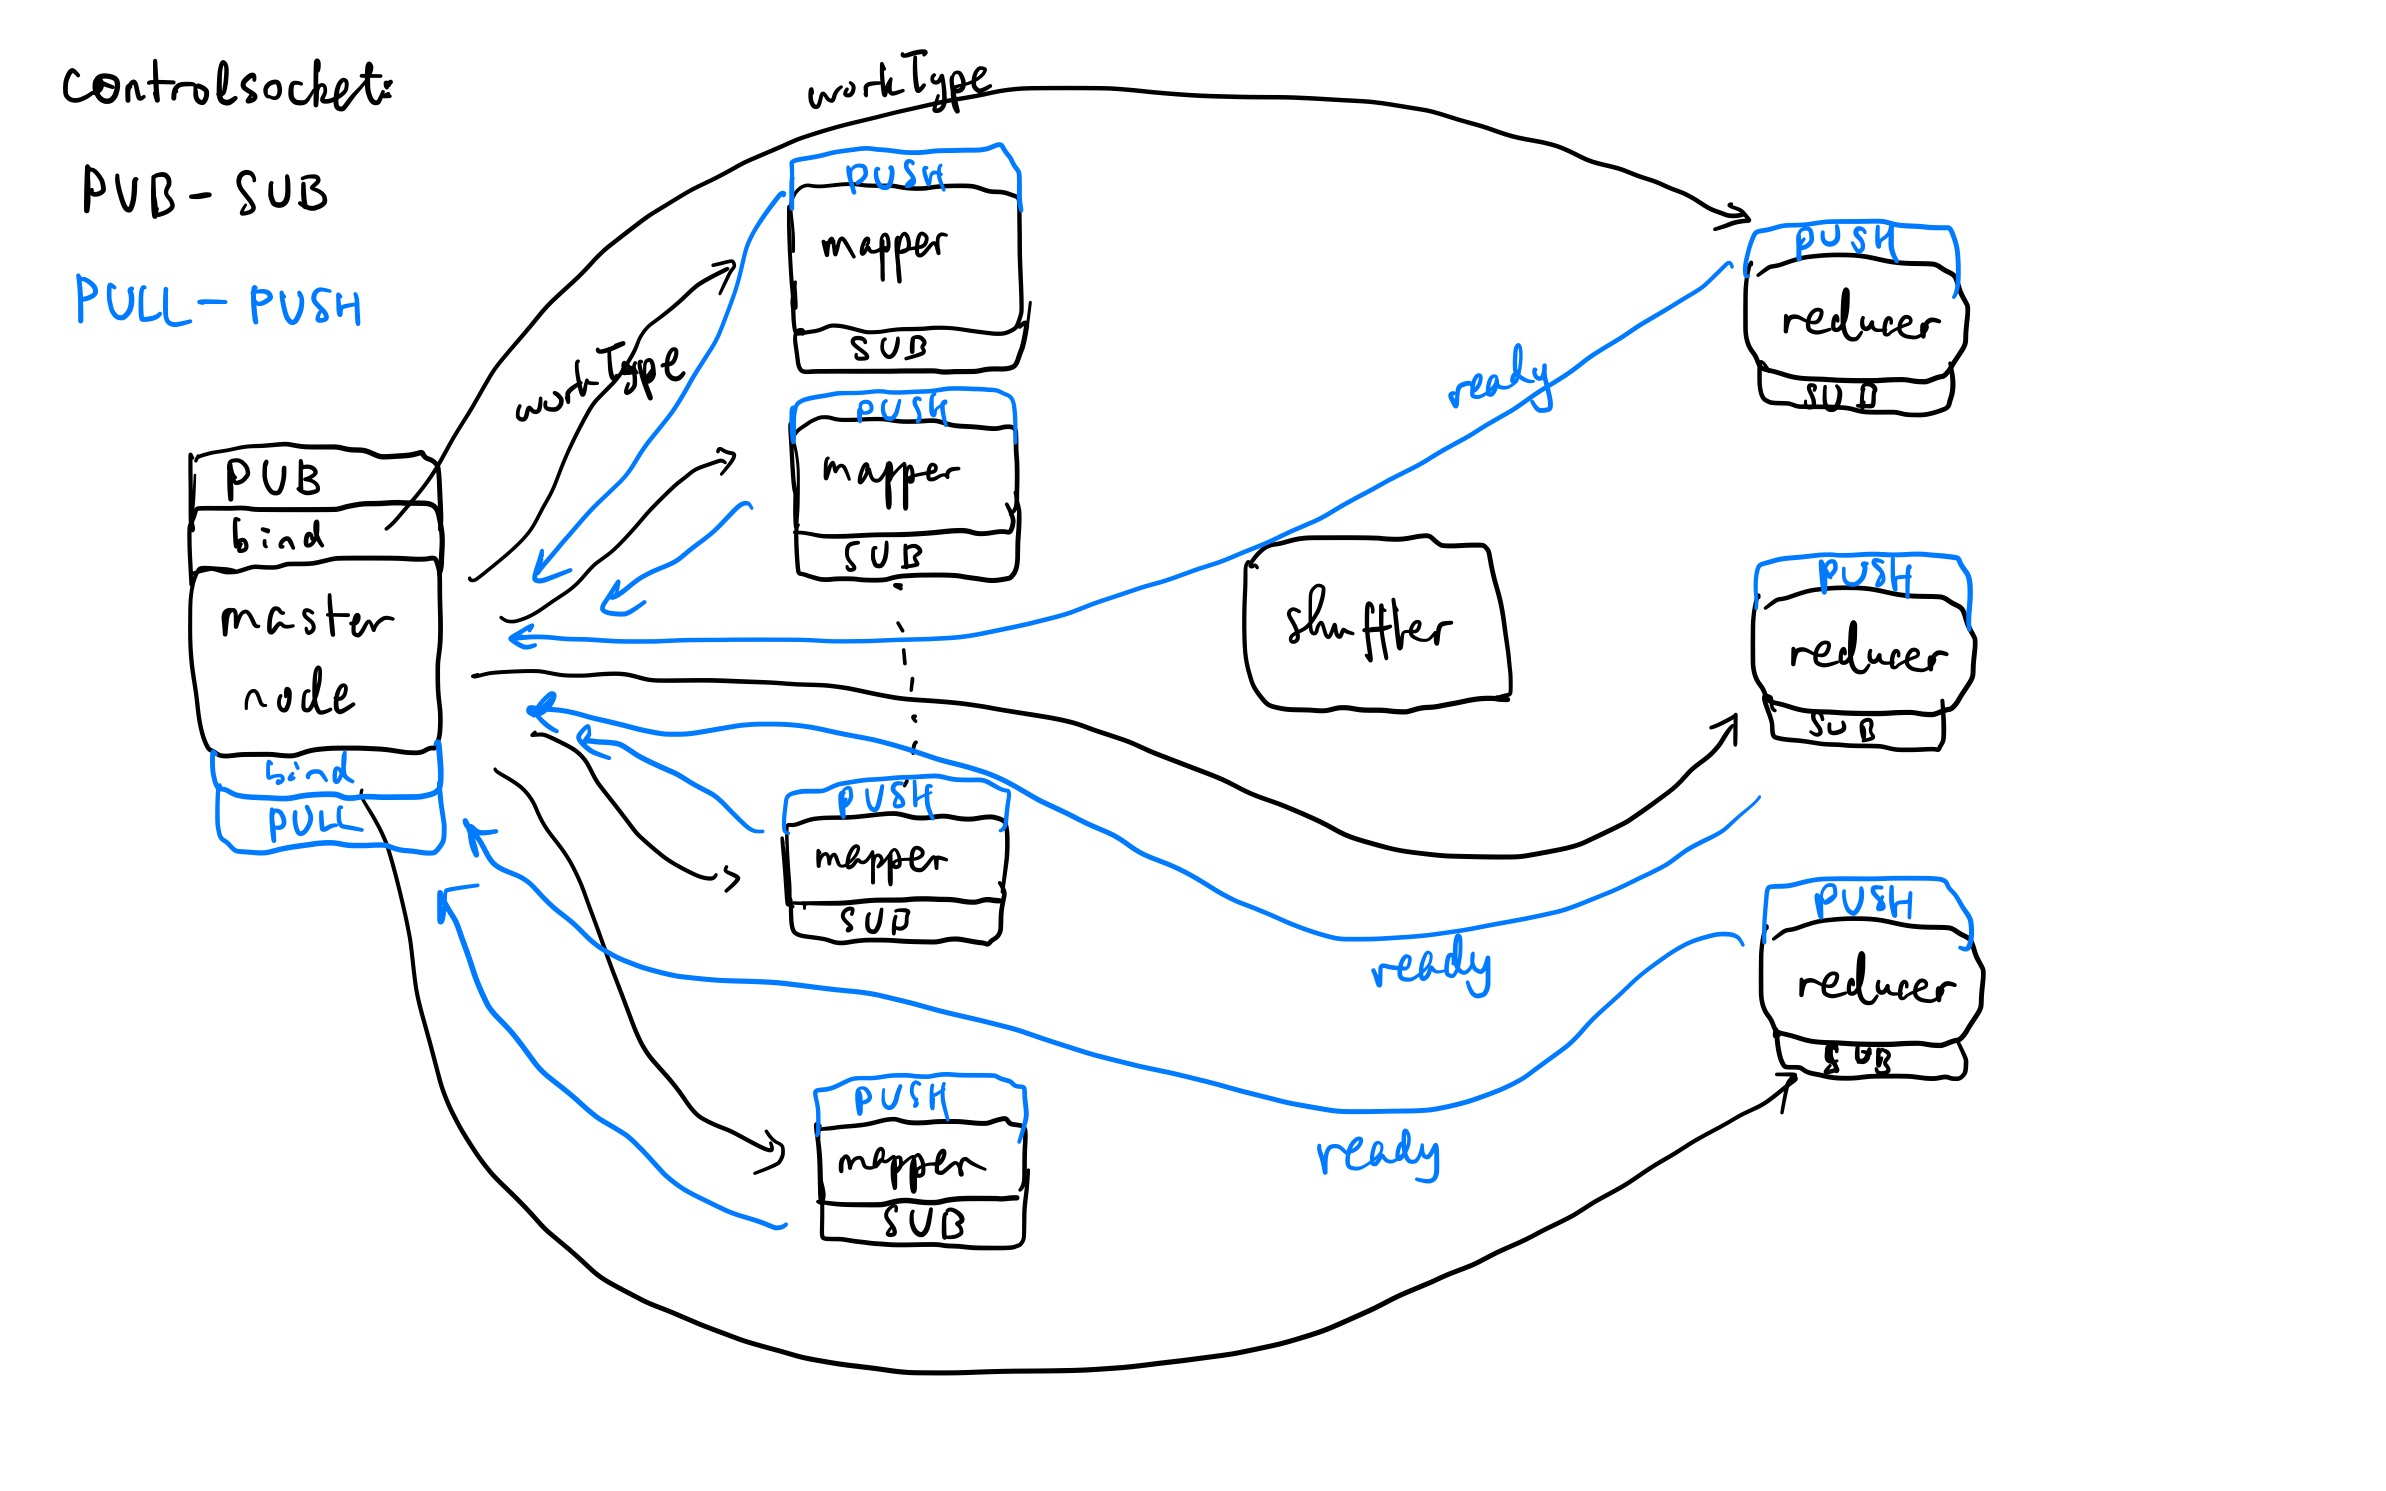 controlsocket:
PUB - SUB
PULL - PUSH
workType
workType
PUB
bind
master
node
bind
PULL
PUSH
mapper
SUB
PUSH
mapper
SUB
PUSH
mapper
SUB
PUSH
mapper
SUB
shuffler
ready
ready
ready
PUSH
reducer
SUB
PUSH
reducer
SUB
PUSH
reducer
SUB